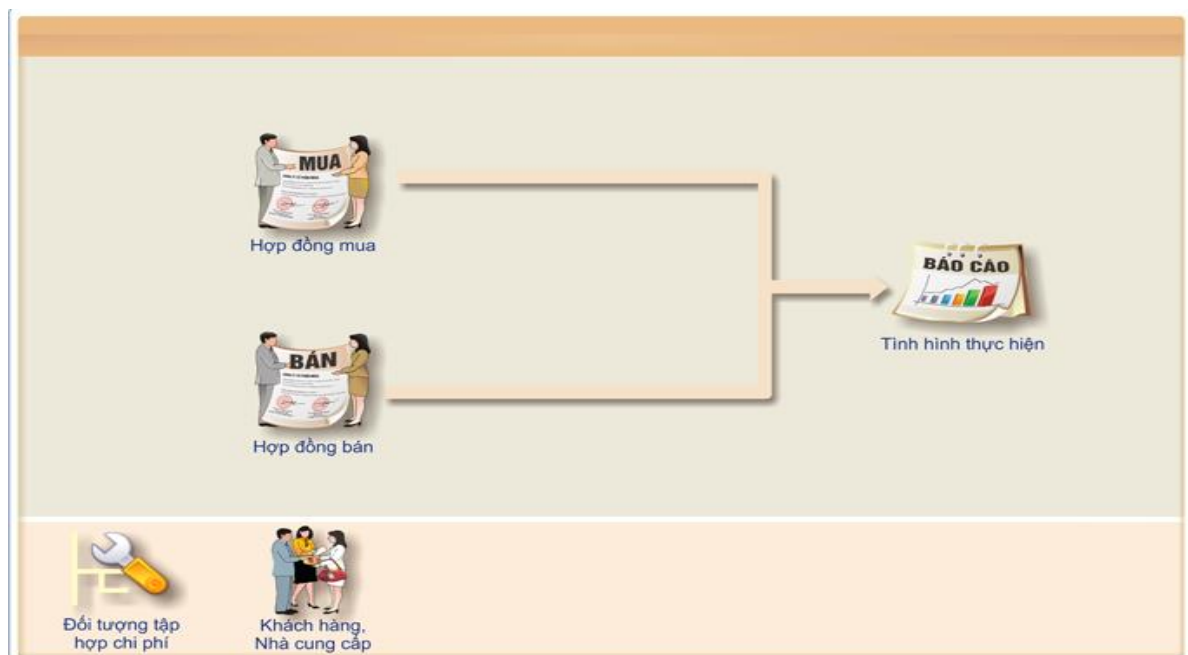 MUA
Hợp đồng mua
BÁO CÁO
Tình hình thực hiện
BÁN
Hợp đồng bán
Đối tượng tập
hợp chi phí
Khách hàng,
Nhà cung cấp